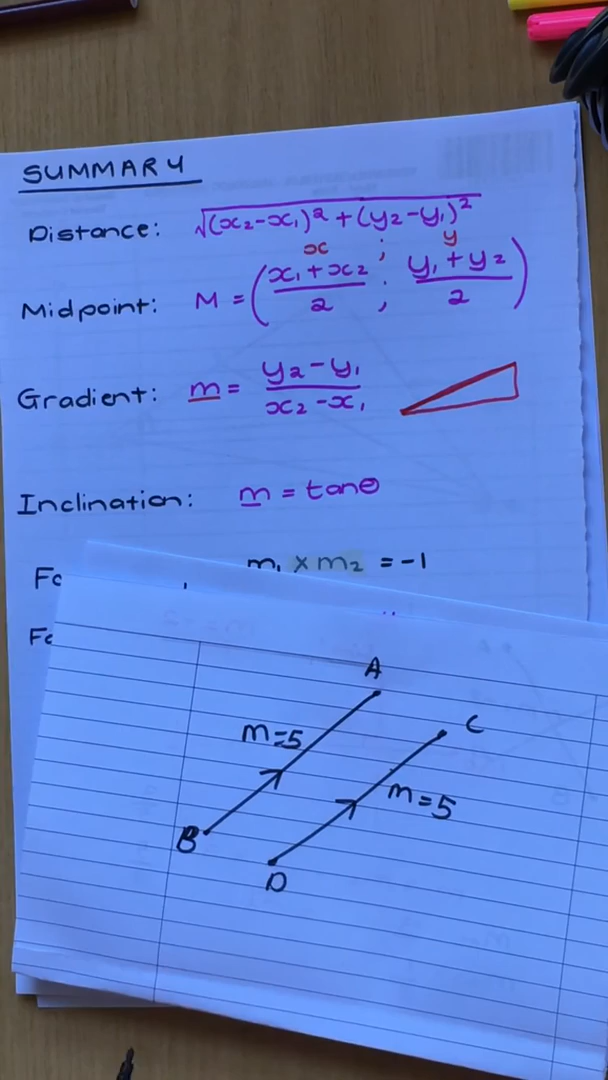 SUMMARY
Distance: √(x₂-x₁)² + (y₂-y₁)²
x ; y
Midpoint: M = (x₁+x₂/2 ; y₁+y₂/2)
Gradient: m = y₂-y₁/x₂-x₁
Inclination: m = tanθ
m₁ × m₂ = -1
A
C
m=5
m=5
B
D